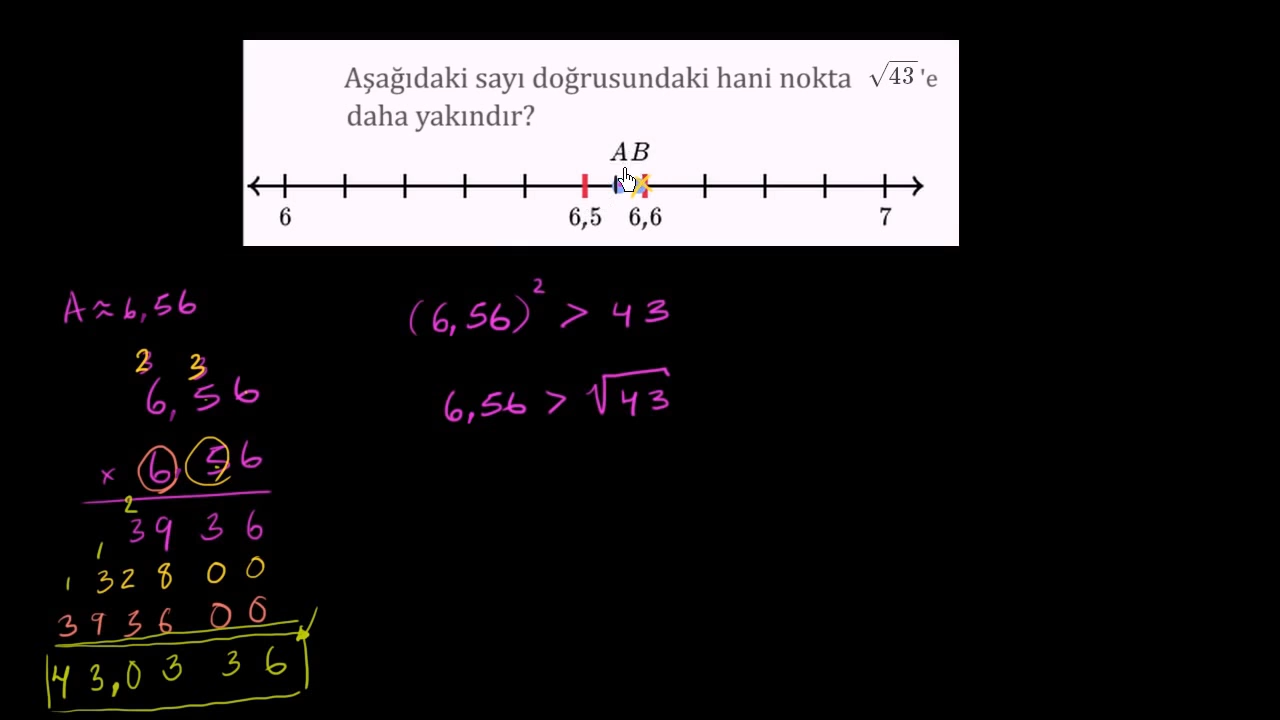 Aşağıdaki sayı doğrusundaki hani nokta √43'e
daha yakındır?
A B
6 6,5 6,6 7
A ≈ 6,56
(6,56)² > 43
6,56 > √43
2 3
6,56
× 6,56
2
3936
1
1 32800
393600
43,0336